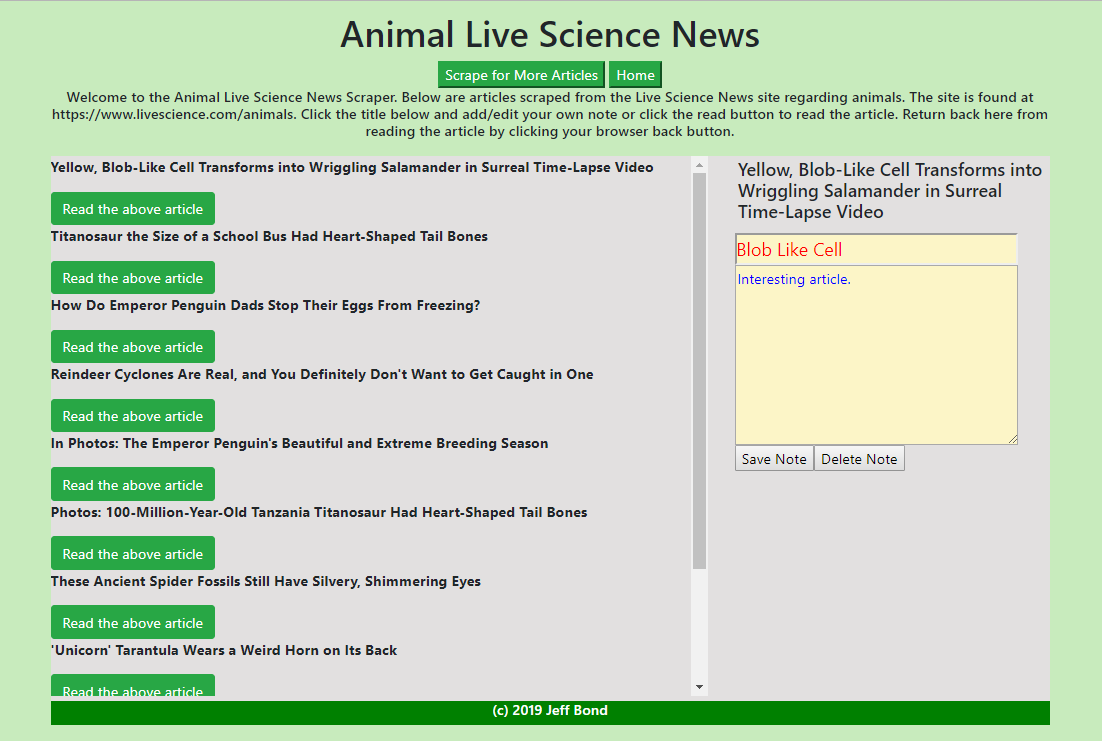 Animal Live Science News
Scrape for More Articles Home
Welcome to the Animal Live Science News Scraper. Below are articles scraped from the Live Science News site regarding animals. The site is found at
https://www.livescience.com/animals. Click the title below and add/edit your own note or click the read button to read the article. Return back here from
reading the article by clicking your browser back button.
Yellow, Blob-Like Cell Transforms into Wriggling Salamander in Surreal Time-Lapse Video
Read the above article
Titanosaur the Size of a School Bus Had Heart-Shaped Tail Bones
Read the above article
How Do Emperor Penguin Dads Stop Their Eggs From Freezing?
Read the above article
Reindeer Cyclones Are Real, and You Definitely Don't Want to Get Caught in One
Read the above article
In Photos: The Emperor Penguin's Beautiful and Extreme Breeding Season
Read the above article
Photos: 100-Million-Year-Old Tanzania Titanosaur Had Heart-Shaped Tail Bones
Read the above article
These Ancient Spider Fossils Still Have Silvery, Shimmering Eyes
Read the above article
'Unicorn' Tarantula Wears a Weird Horn on Its Back
Read the above article
Yellow, Blob-Like Cell Transforms into
Wriggling Salamander in Surreal
Time-Lapse Video
Blob Like Cell
Interesting article.
Save Note Delete Note
(c) 2019 Jeff Bond